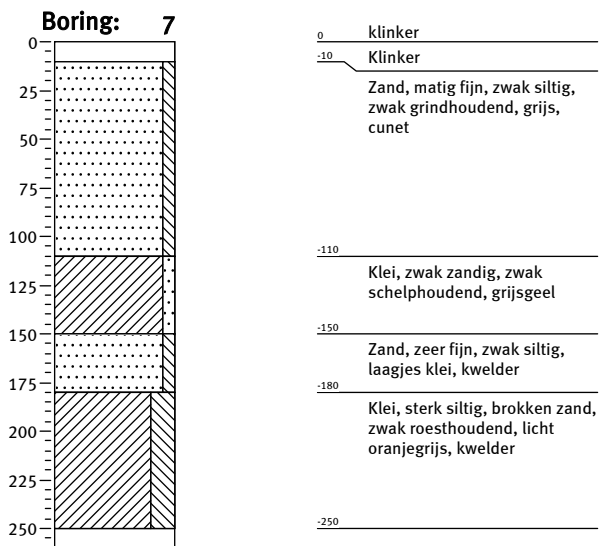 Boring: 7
0
25
50
75
100
125
150
175
200
225
250
0 klinker
-10 Klinker
Zand, matig fijn, zwak siltig,
zwak grindhoudend, grijs,
cunet
-110
Klei, zwak zandig, zwak
schelphoudend, grijsgeel
-150
Zand, zeer fijn, zwak siltig,
laagjes klei, kwelder
-180
Klei, sterk siltig, brokken zand,
zwak roesthoudend, licht
oranjegrijs, kwelder
-250